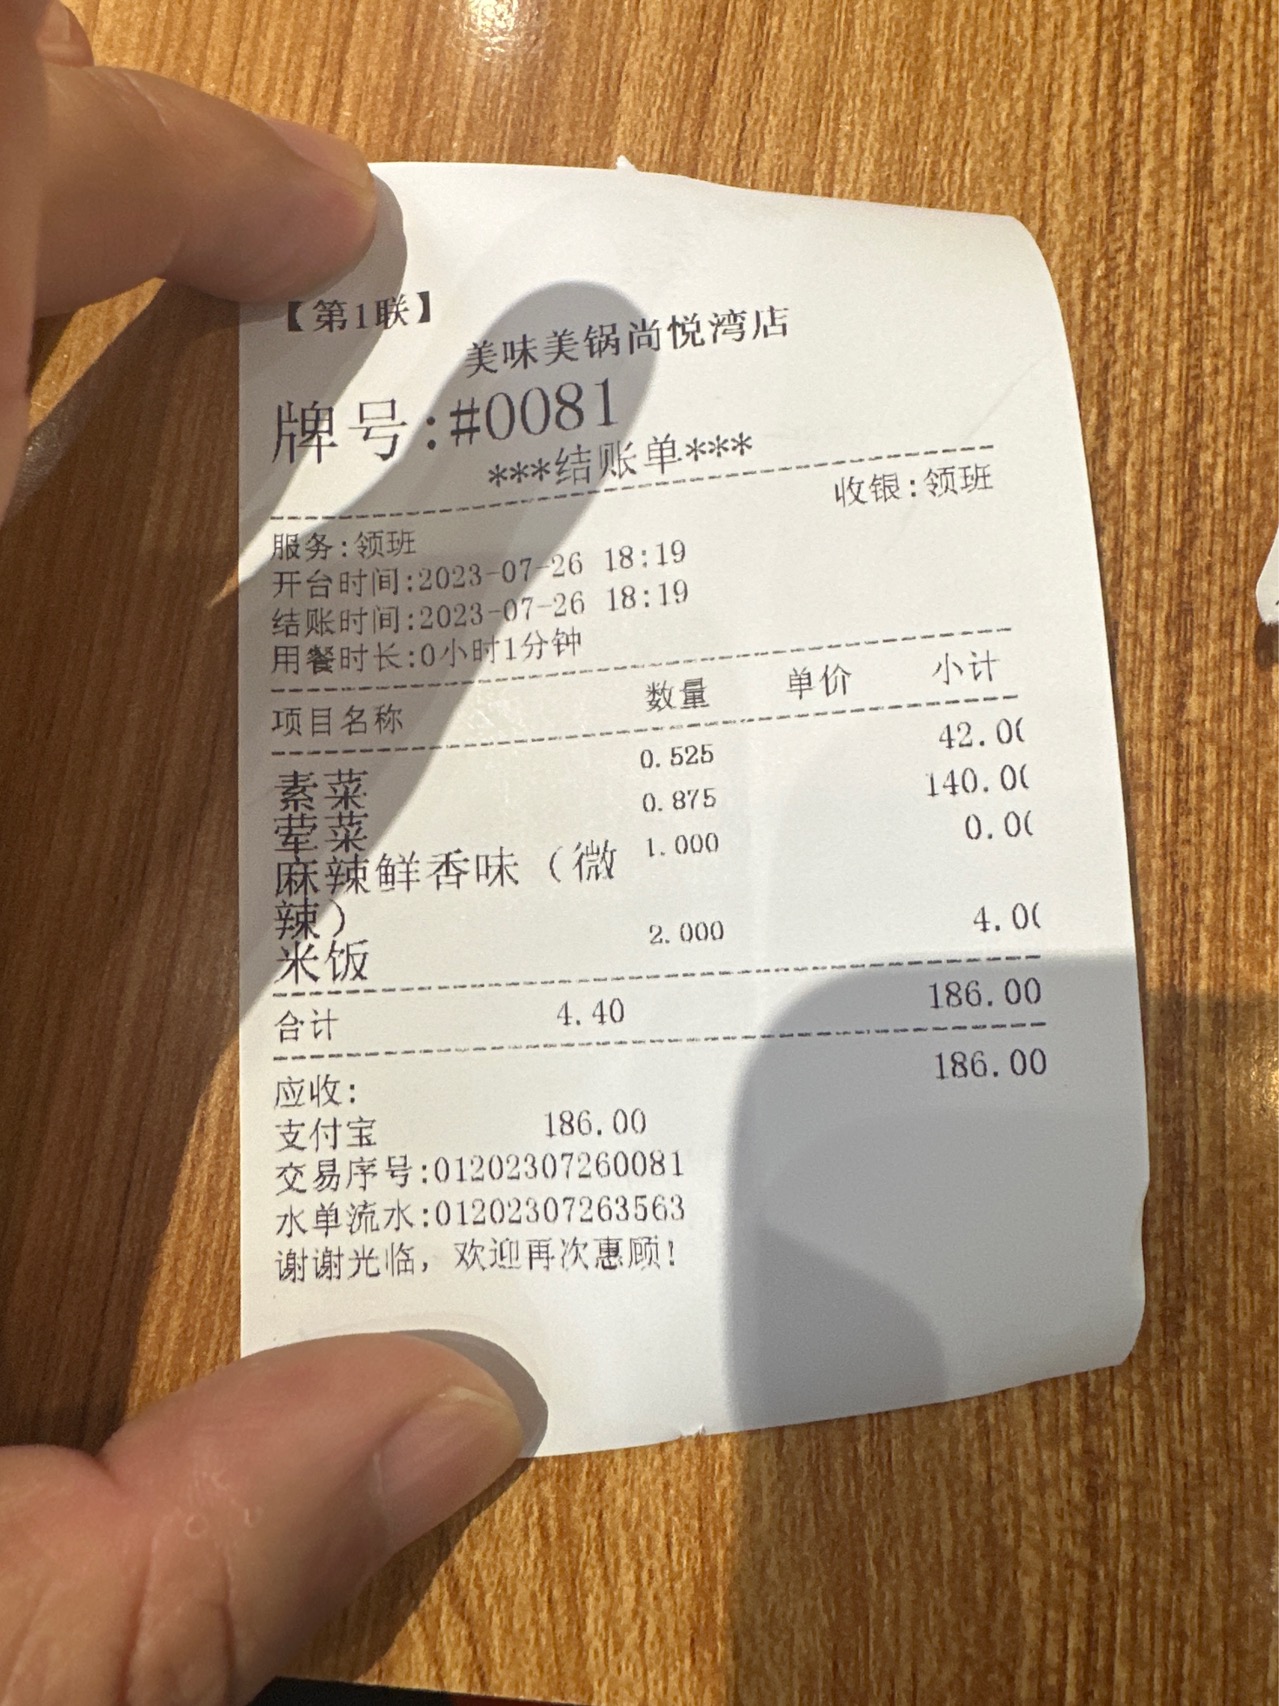 【第1联】
美味美锅尚悦湾店
牌号:#0081
***结账单***
收银:领班
服务:领班
开台时间:2023-07-26 18:19
结账时间:2023-07-26 18:19
用餐时长:0小时1分钟
项目名称 数量 单价 小计
素菜 0.525 42.0
荤菜 0.875 140.0
麻辣鲜香味（微 1.000 0.0
辣）
米饭 2.000 4.0
合计 4.40 186.00
应收: 186.00
支付宝 186.00
交易序号:01202307260081
水单流水:01202307263563
谢谢光临，欢迎再次惠顾！